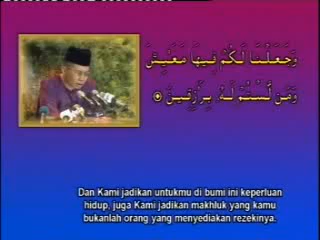 وَجَعَلْنَا لَكُمْ فِيهَا مَعَٰيِشَ
وَمَن لَّسْتُمْ لَهُۥ بِرَٰزِقِينَ
Dan Kami jadikan untukmu di bumi ini keperluan
hidup, juga Kami jadikan makhluk yang kamu
bukanlah orang yang menyediakan rezekinya.